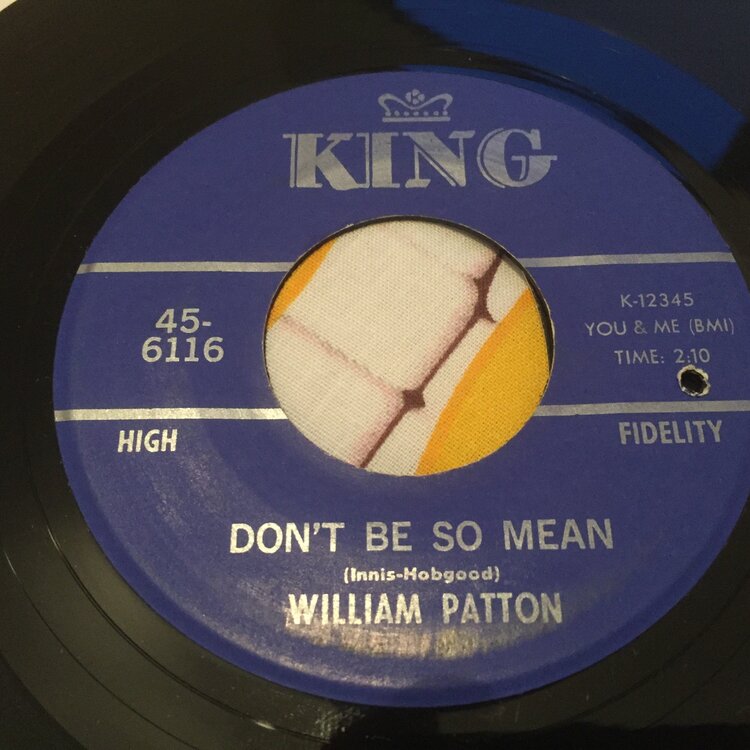 K
KING
45-
6116
K-12345
YOU & ME (BMI)
TIME: 2:10
HIGH
FIDELITY
DON'T BE SO MEAN
(Innis-Hobgood)
WILLIAM PATTON